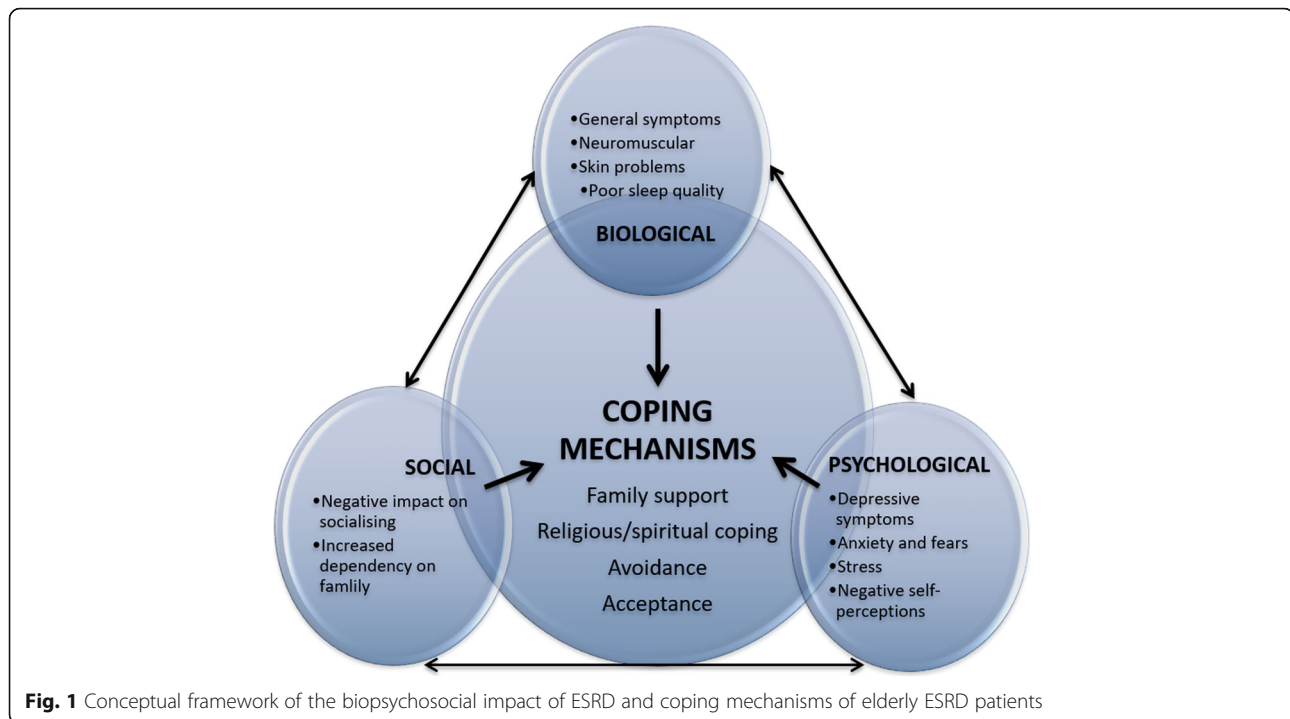 •General symptoms
•Neuromuscular
•Skin problems
•Poor sleep quality
BIOLOGICAL
COPING
MECHANISMS
Family support
Religious/spiritual coping
Avoidance
Acceptance
SOCIAL
•Negative impact on
socialising
•Increased
dependency on
famlily
PSYCHOLOGICAL
•Depressive
symptoms
•Anxiety and fears
•Stress
•Negative self-
perceptions
Fig. 1 Conceptual framework of the biopsychosocial impact of ESRD and coping mechanisms of elderly ESRD patients